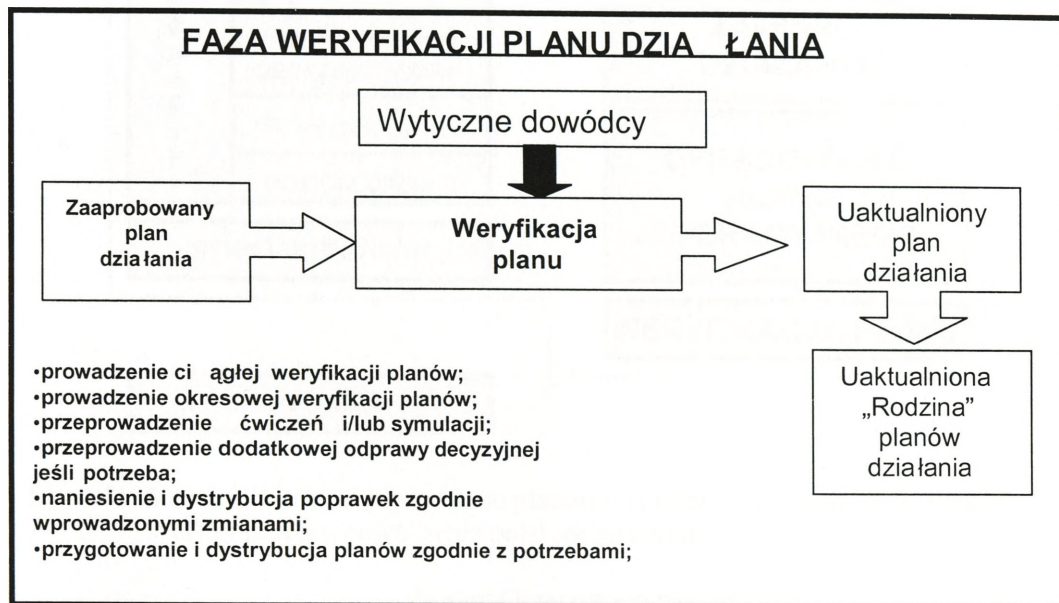 FAZA WERYFIKACJI PLANU DZIA ŁANIA
Wytyczne dowódcy
Zaaprobowany
plan
działania
Weryfikacja
planu
Uaktualniony
plan
działania
Uaktualniona
„Rodzina”
planów
działania
•prowadzenie ci ągłej weryfikacji planów;
•prowadzenie okresowej weryfikacji planów;
•przeprowadzenie ćwiczeń i/lub symulacji;
•przeprowadzenie dodatkowej odprawy decyzyjnej
jeśli potrzeba;
•naniesienie i dystrybucja poprawek zgodnie
wprowadzonymi zmianami;
•przygotowanie i dystrybucja planów zgodnie z potrzebami;